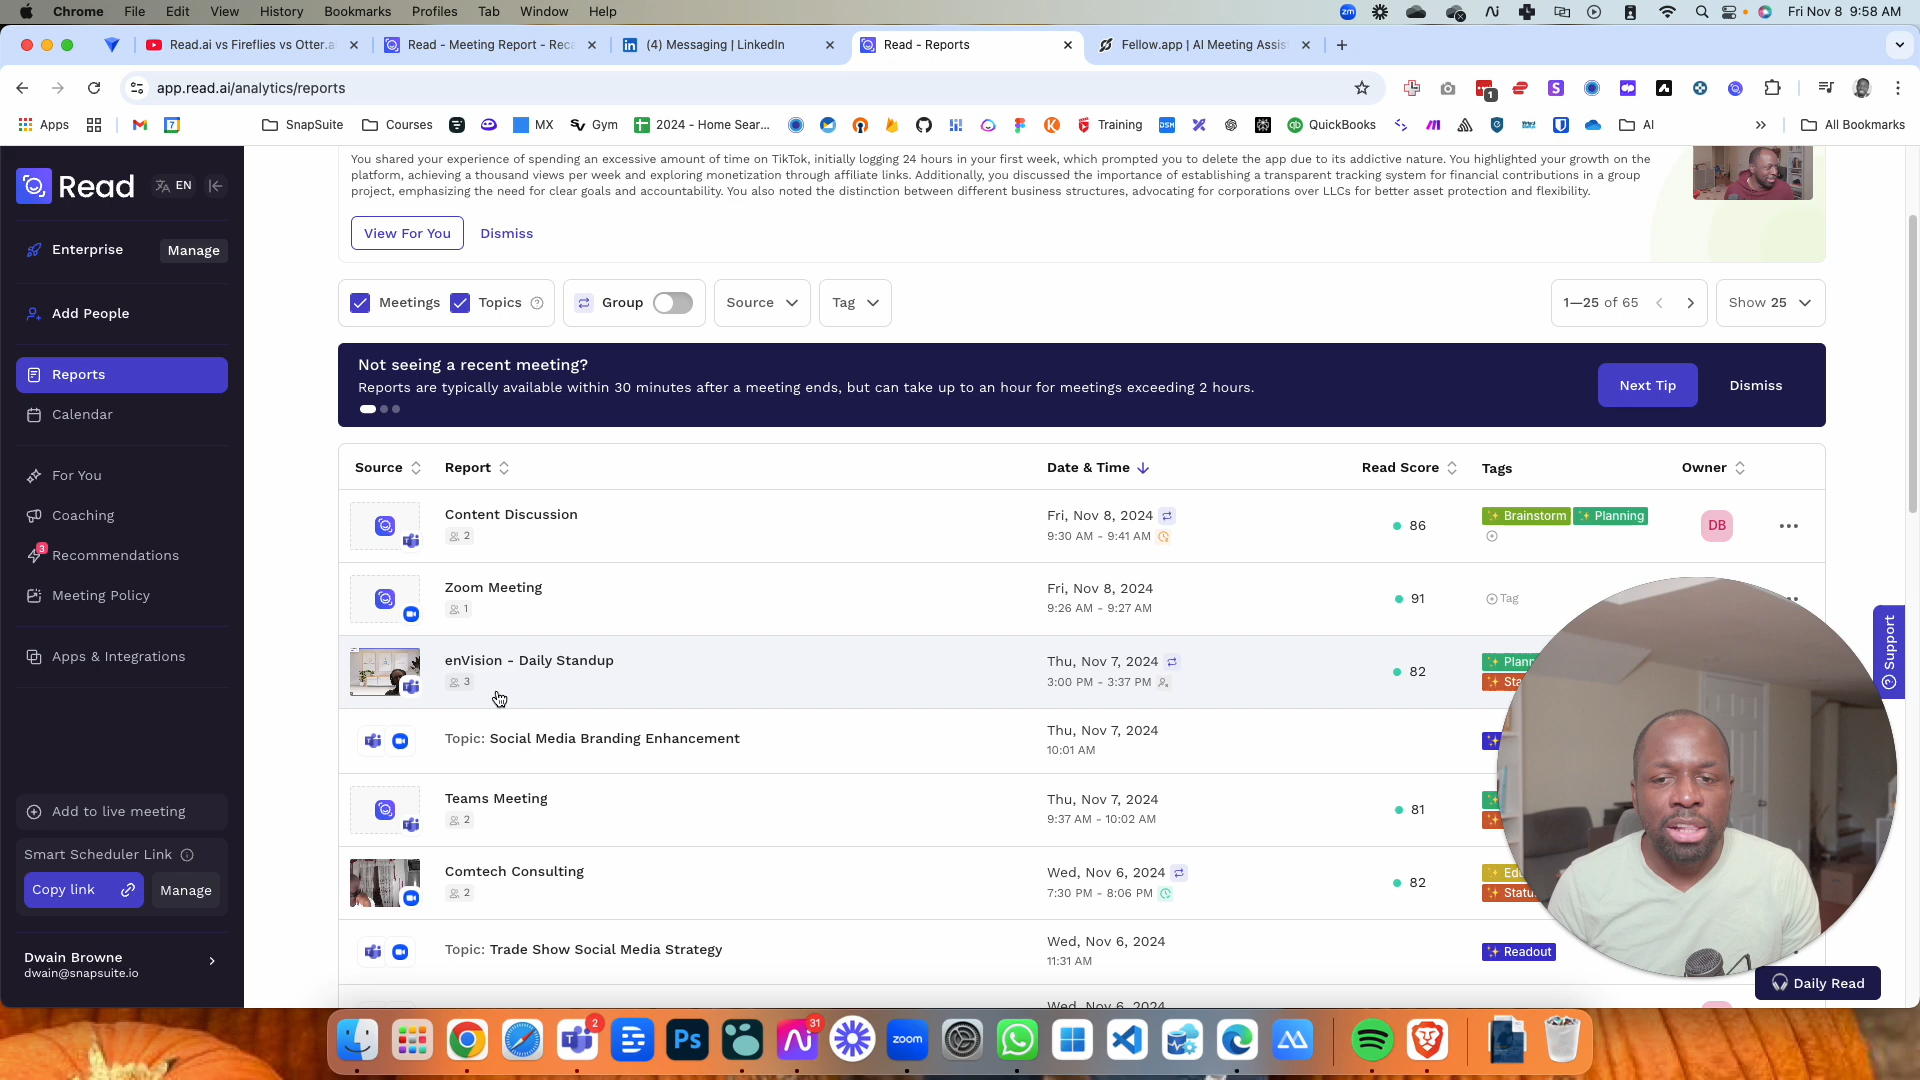 Chrome File Edit View History Bookmarks Profiles Tab Window Help
zm
Fri Nov 8 9:58 AM
Read.ai vs Fireflies vs Otter.a
Read - Meeting Report - Reca
(4) Messaging | LinkedIn
Read - Reports
Fellow.app | AI Meeting Assis
app.read.ai/analytics/reports
1
Apps
SnapSuite
Courses
MX
Gym
2024 - Home Sear...
Training
QuickBooks
AI
All Bookmarks
Read
EN
Enterprise
Manage
Add People
Reports
Calendar
For You
Coaching
3
Recommendations
Meeting Policy
Apps & Integrations
Add to live meeting
Smart Scheduler Link
Copy link
Manage
Dwain Browne
dwain@snapsuite.io
You shared your experience of spending an excessive amount of time on TikTok, initially logging 24 hours in your first week, which prompted you to delete the app due to its addictive nature. You highlighted your growth on the
platform, achieving a thousand views per week and exploring monetization through affiliate links. Additionally, you discussed the importance of establishing a transparent tracking system for financial contributions in a group
project, emphasizing the need for clear goals and accountability. You also noted the distinction between different business structures, advocating for corporations over LLCs for better asset protection and flexibility.
View For You
Dismiss
Meetings
Topics
Group
Source
Tag
1—25 of 65
Show 25
Not seeing a recent meeting?
Reports are typically available within 30 minutes after a meeting ends, but can take up to an hour for meetings exceeding 2 hours.
Next Tip
Dismiss
Source Report Date & Time Read Score Tags Owner
Content Discussion
2
Fri, Nov 8, 2024
9:30 AM - 9:41 AM
86
Brainstorm
Planning
DB
Zoom Meeting
1
Fri, Nov 8, 2024
9:26 AM - 9:27 AM
91
Tag
enVision - Daily Standup
3
Thu, Nov 7, 2024
3:00 PM - 3:37 PM
82
Plann
Sta
Topic: Social Media Branding Enhancement
Thu, Nov 7, 2024
10:01 AM
Teams Meeting
2
Thu, Nov 7, 2024
9:37 AM - 10:02 AM
81
Comtech Consulting
2
Wed, Nov 6, 2024
7:30 PM - 8:06 PM
82
Edu
Statu
Topic: Trade Show Social Media Strategy
Wed, Nov 6, 2024
11:31 AM
Readout
Wed, Nov 6, 2024
Support
Daily Read
2
Ps
31
zoom